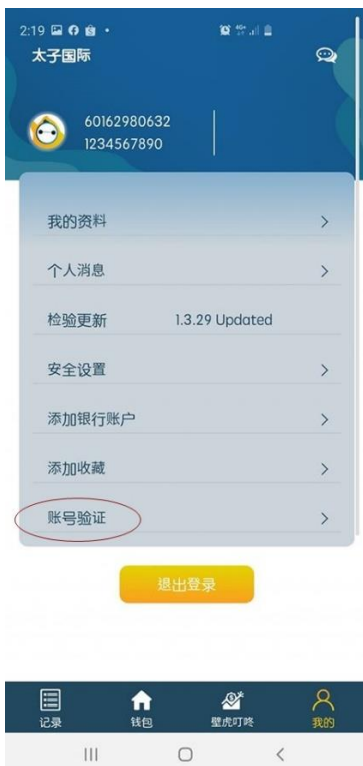 2:19
太子国际
60162980632
1234567890
我的资料
个人消息
检验更新 1.3.29 Updated
安全设置
添加银行账户
添加收藏
账号验证
退出登录
记录 钱包 壁虎叮咚 我的